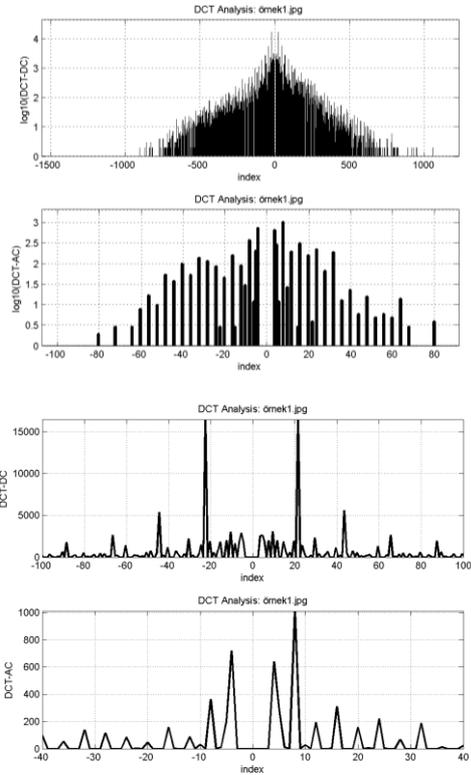 DCT Analysis: örnek1.jpg
log10(DCT-DC)
4
3
2
1
0
-1500 -1000 -500 0 500 1000
index
DCT Analysis: örnek1.jpg
log10(DCT-AC)
3
2.5
2
1.5
1
0.5
0
-100 -80 -60 -40 -20 0 20 40 60 80
index
DCT Analysis: örnek1.jpg
DCT-DC
15000
10000
5000
0
-100 -80 -60 -40 -20 0 20 40 60 80 100
index
DCT Analysis: örnek1.jpg
DCT-AC
1000
800
600
400
200
0
-40 -30 -20 -10 0 10 20 30 40
index